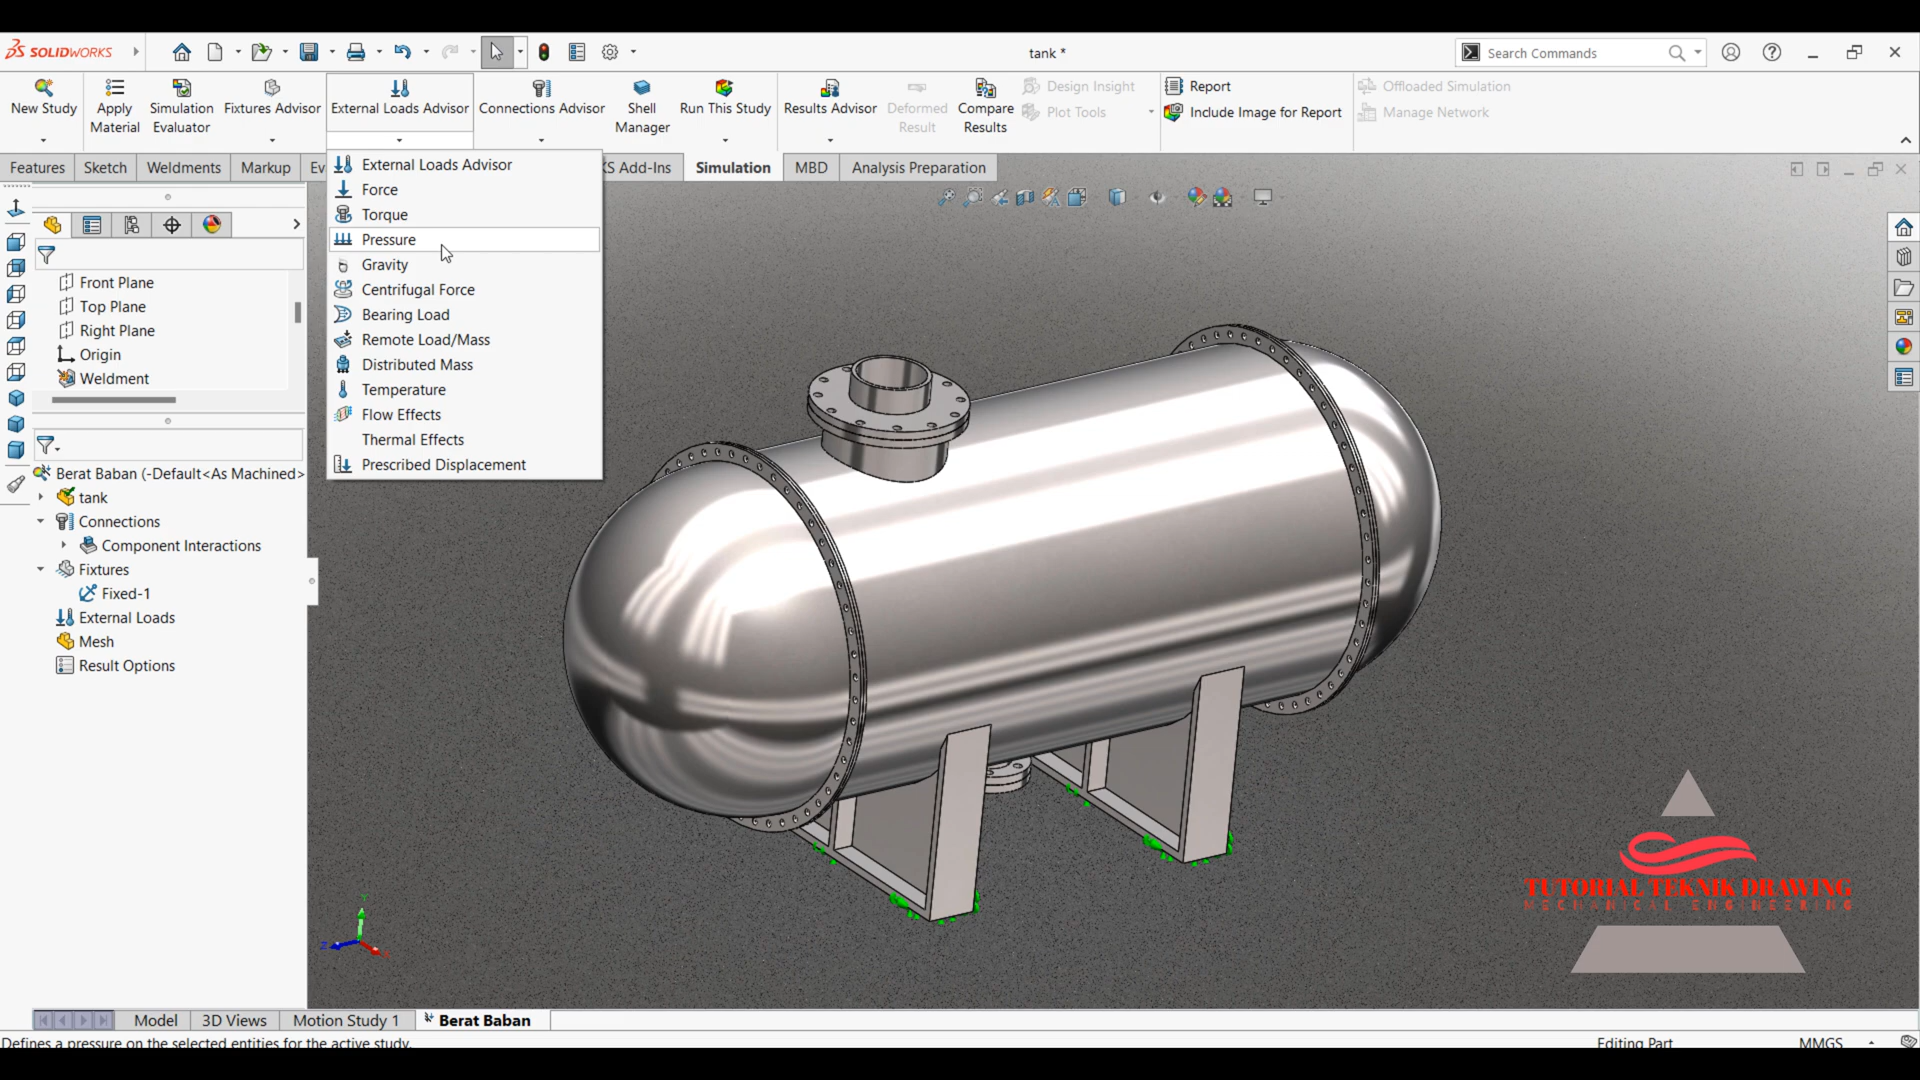 SOLIDWORKS
tank *
Search Commands
New Study
Apply Material
Simulation Evaluator
Fixtures Advisor
External Loads Advisor
Connections Advisor
Shell Manager
Run This Study
Results Advisor
Deformed Result
Compare Results
Design Insight
Plot Tools
Report
Include Image for Report
Offloaded Simulation
Manage Network
Features
Sketch
Weldments
Markup
Ev
KS Add-Ins
Simulation
MBD
Analysis Preparation
External Loads Advisor
Force
Torque
Pressure
Gravity
Centrifugal Force
Bearing Load
Remote Load/Mass
Distributed Mass
Temperature
Flow Effects
Thermal Effects
Prescribed Displacement
Front Plane
Top Plane
Right Plane
Origin
Weldment
Berat Baban (-Default<As Machined>
tank
Connections
Component Interactions
Fixtures
Fixed-1
External Loads
Mesh
Result Options
TUTORIAL TEKNIK DRAWING
MECHANICAL ENGINEERING
Model
3D Views
Motion Study 1
Berat Baban
Defines a pressure on the selected entities for the active study.
Editing Part
MMGS